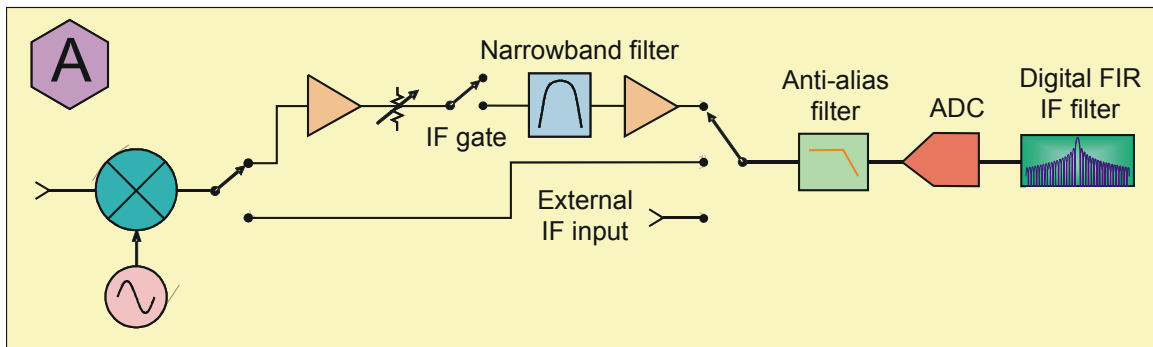 A
Narrowband filter
IF gate
External
IF input
Anti-alias
filter
ADC
Digital FIR
IF filter